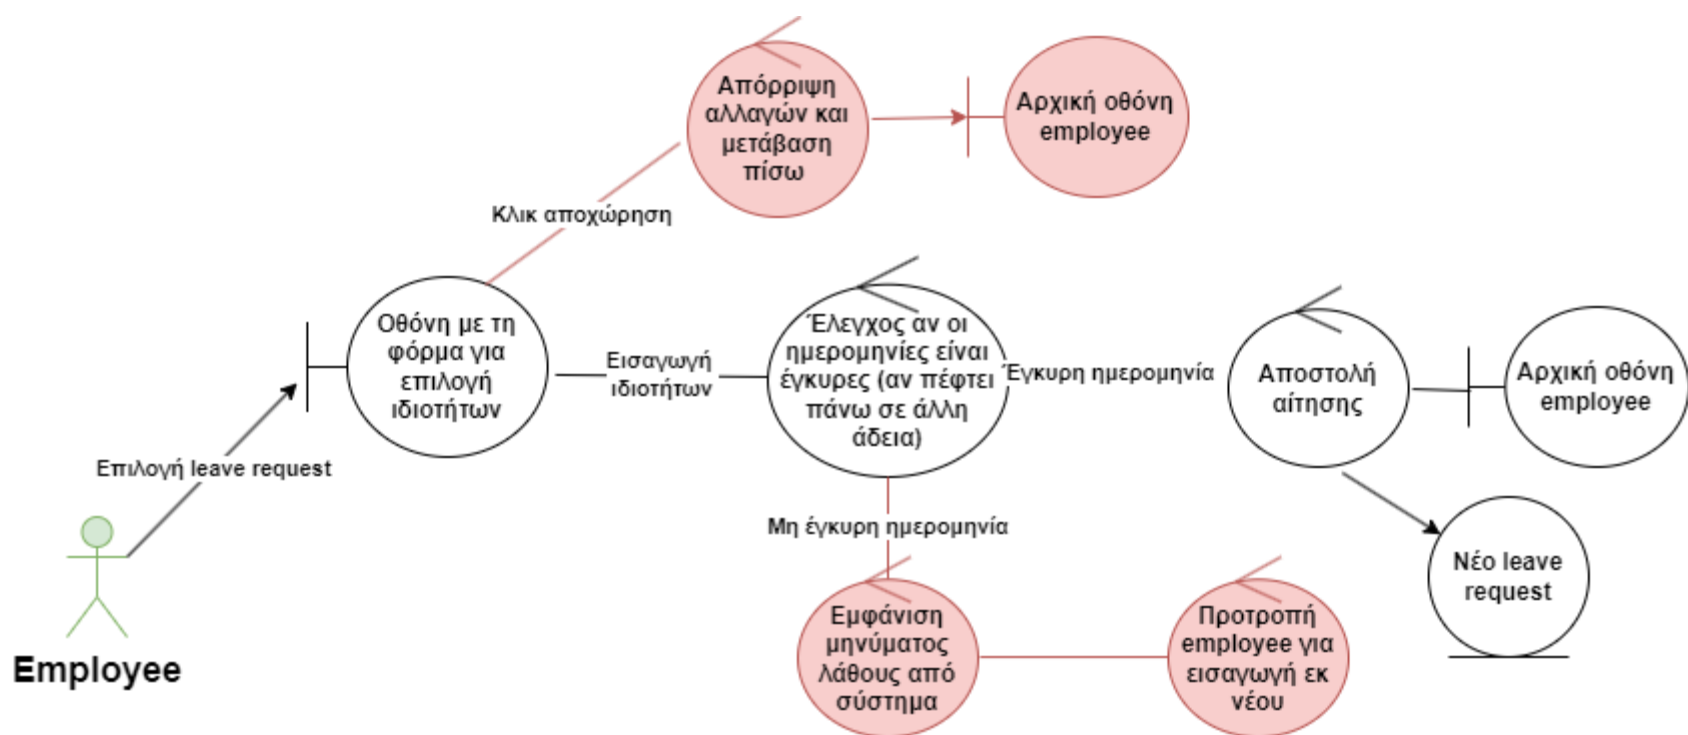 Απόρριψη
αλλαγών και
μετάβαση
πίσω
Αρχική οθόνη
employee
Κλικ αποχώρηση
Οθόνη με τη
φόρμα για
επιλογή
ιδιοτήτων
Εισαγωγή
ιδιοτήτων
Έλεγχος αν οι
ημερομηνίες είναι
έγκυρες (αν πέφτει
πάνω σε άλλη
άδεια)
Έγκυρη ημερομηνία
Αποστολή
αίτησης
Αρχική οθόνη
employee
Επιλογή leave request
Μη έγκυρη ημερομηνία
Νέο leave
request
Εμφάνιση
μηνύματος
λάθους από
σύστημα
Προτροπή
employee για
εισαγωγή εκ
νέου
Employee